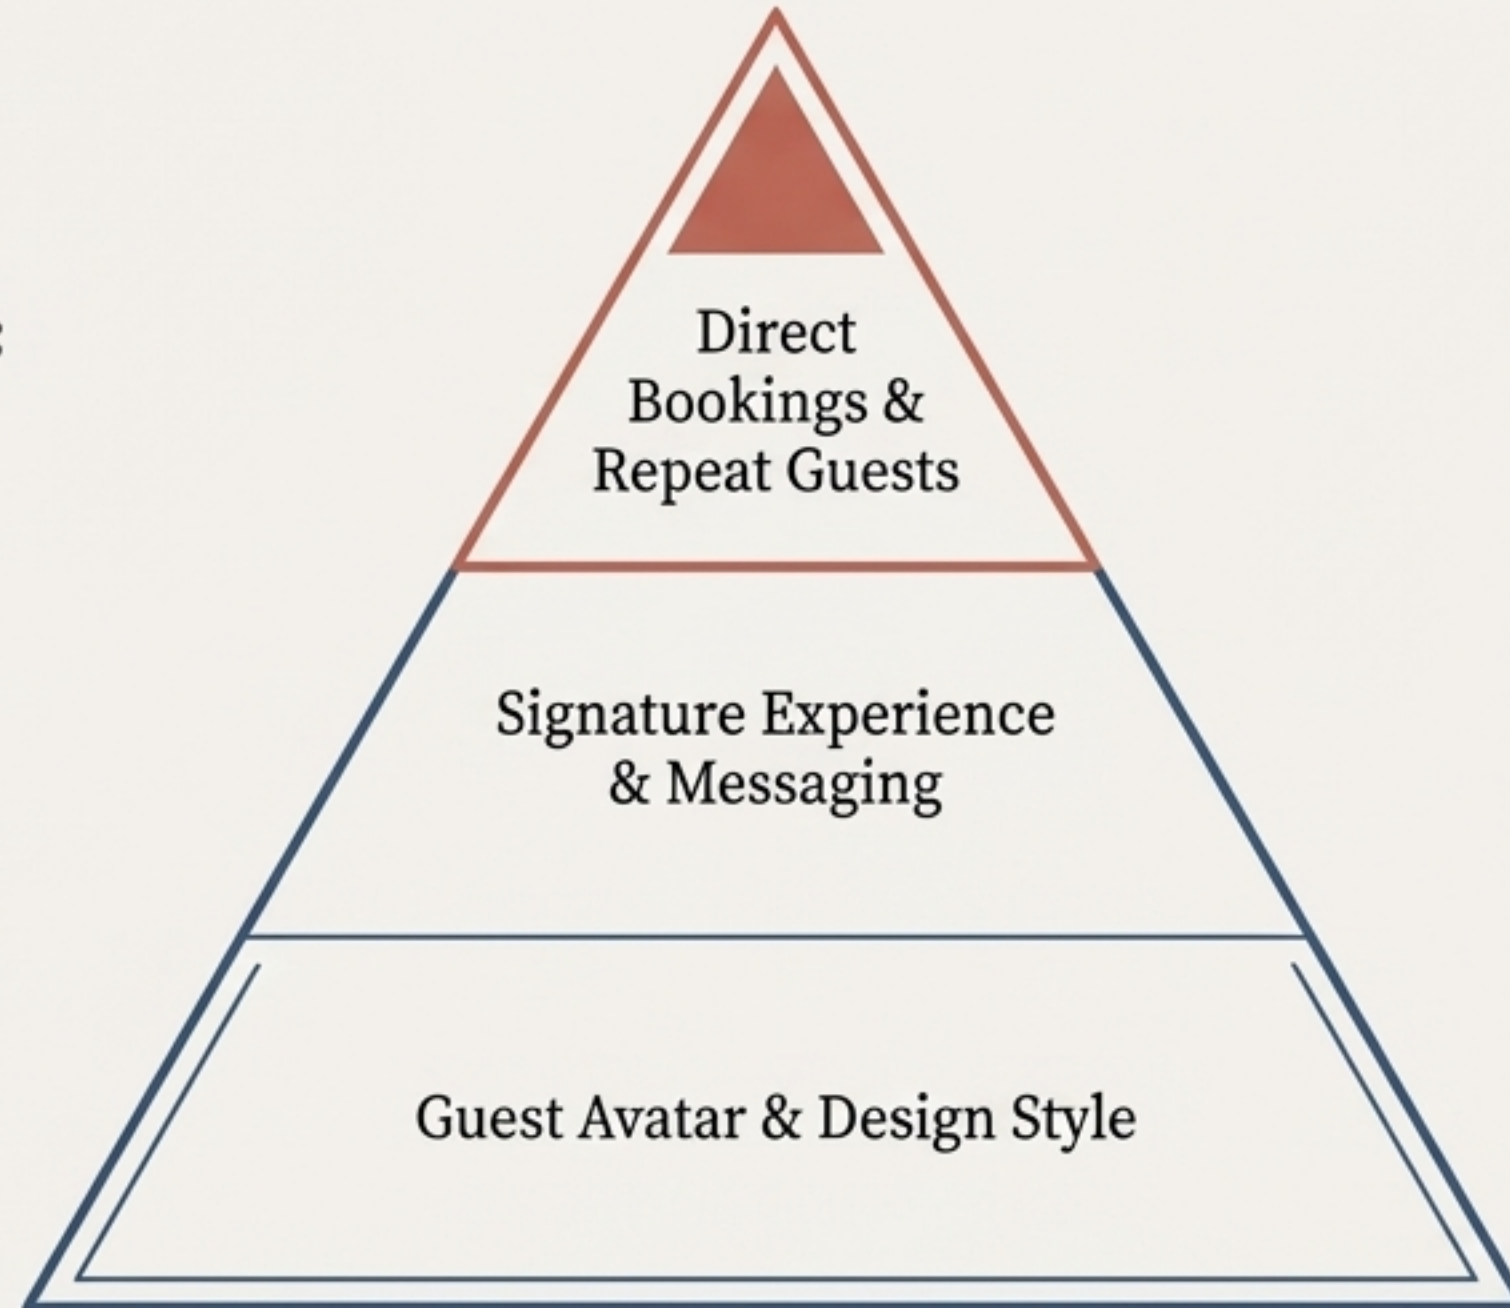 Direct
Bookings &
Repeat Guests
Signature Experience
& Messaging
Guest Avatar & Design Style